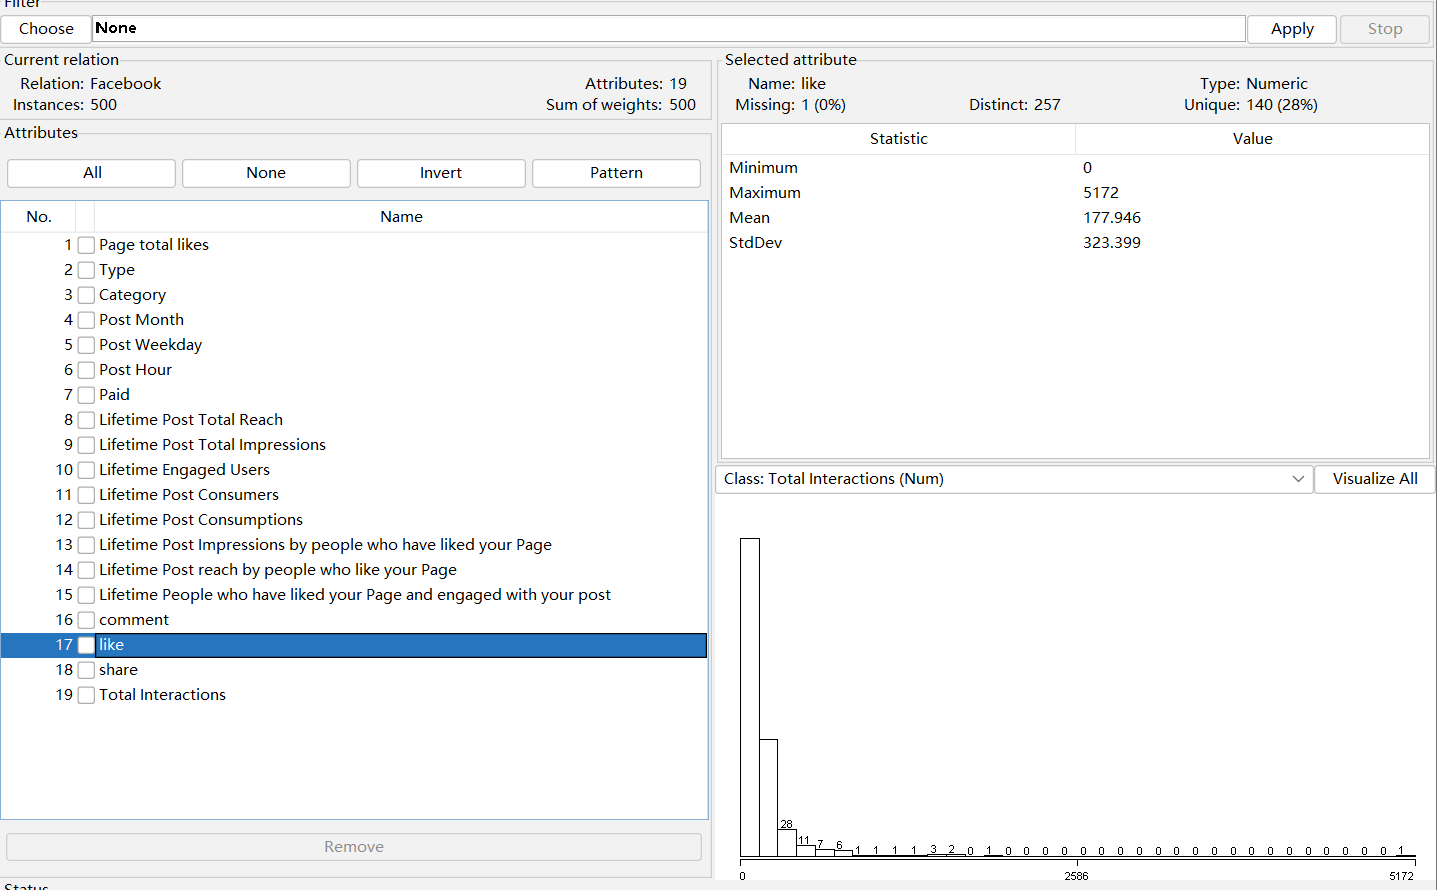 Filter
Choose None Apply Stop
Current relation
Relation: Facebook Attributes: 19
Instances: 500 Sum of weights: 500
Attributes
All None Invert Pattern
No. Name
1 Page total likes
2 Type
3 Category
4 Post Month
5 Post Weekday
6 Post Hour
7 Paid
8 Lifetime Post Total Reach
9 Lifetime Post Total Impressions
10 Lifetime Engaged Users
11 Lifetime Post Consumers
12 Lifetime Post Consumptions
13 Lifetime Post Impressions by people who have liked your Page
14 Lifetime Post reach by people who like your Page
15 Lifetime People who have liked your Page and engaged with your post
16 comment
17 like
18 share
19 Total Interactions
Remove
Status
Selected attribute
Name: like Type: Numeric
Missing: 1 (0%) Distinct: 257 Unique: 140 (28%)
Statistic Value
Minimum 0
Maximum 5172
Mean 177.946
StdDev 323.399
Class: Total Interactions (Num) Visualize All
28
11 7 6 1 1 1 1 3 2 0 1 0 0 0 0 0 0 0 0 0 0 0 0 0 0 0 0 0 0 0 0 0 1
0 2586 5172